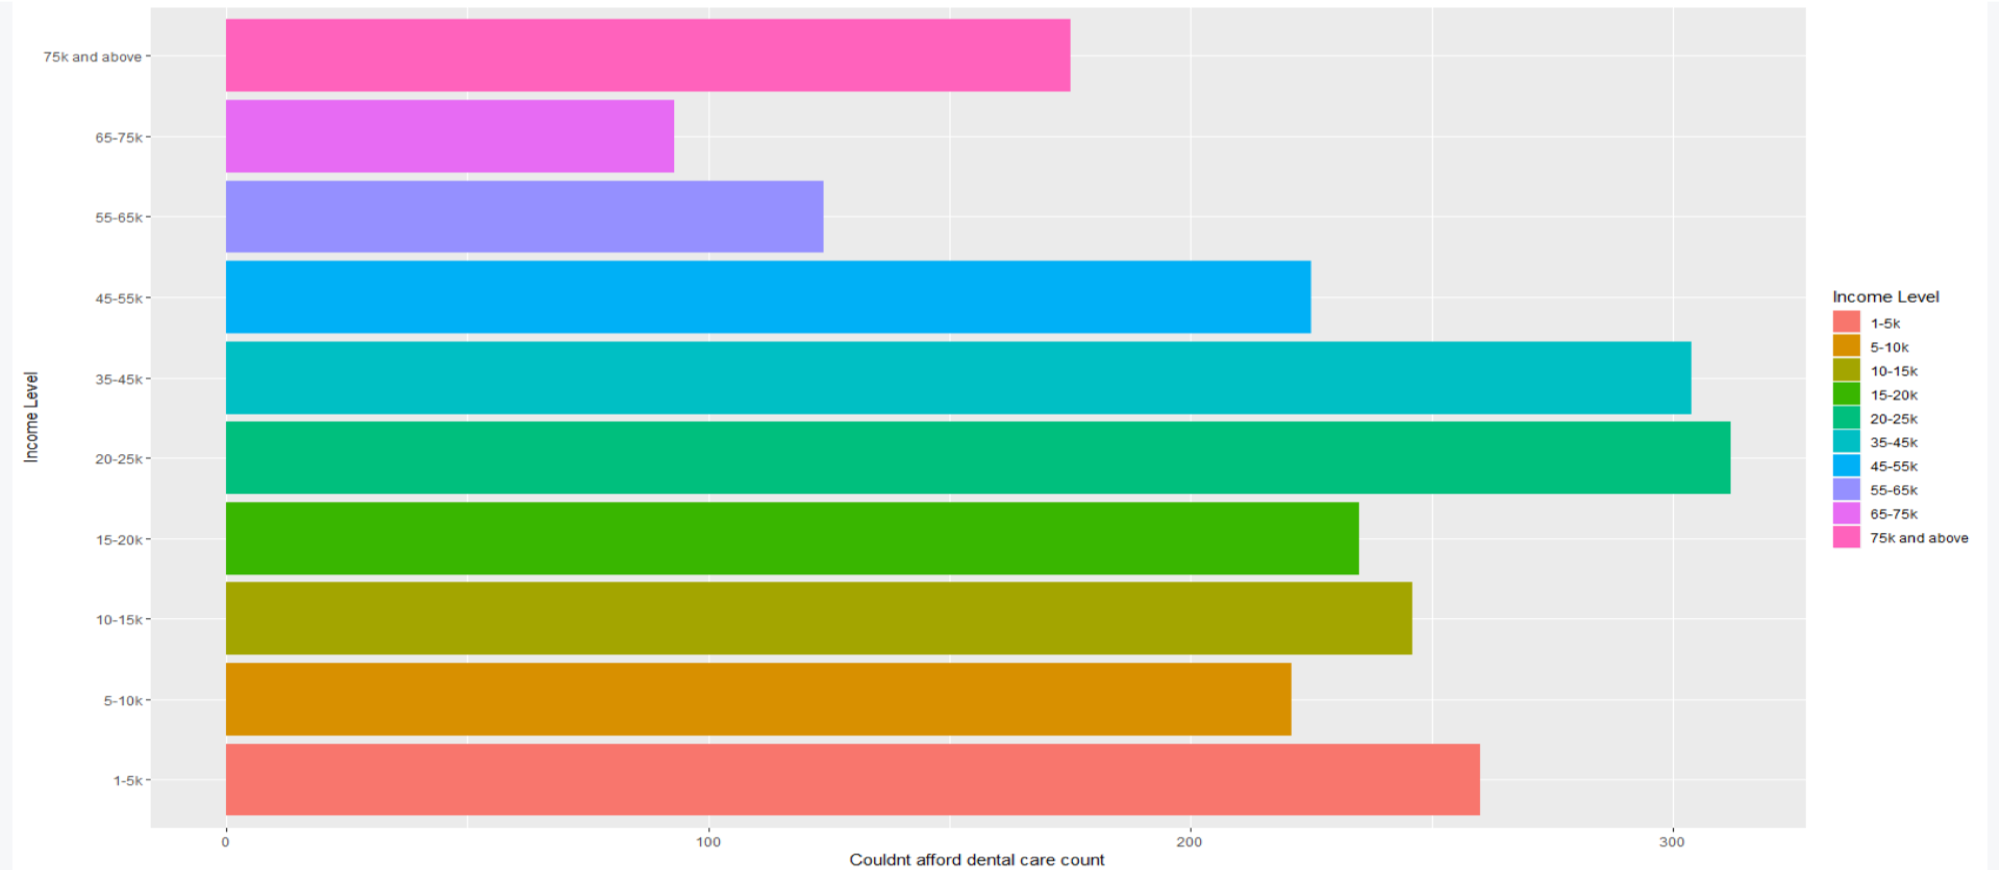 75k and above
65-75k
55-65k
45-55k
35-45k
20-25k
15-20k
10-15k
5-10k
1-5k
Income Level
0 100 200 300
Couldnt afford dental care count
Income Level
1-5k
5-10k
10-15k
15-20k
20-25k
35-45k
45-55k
55-65k
65-75k
75k and above